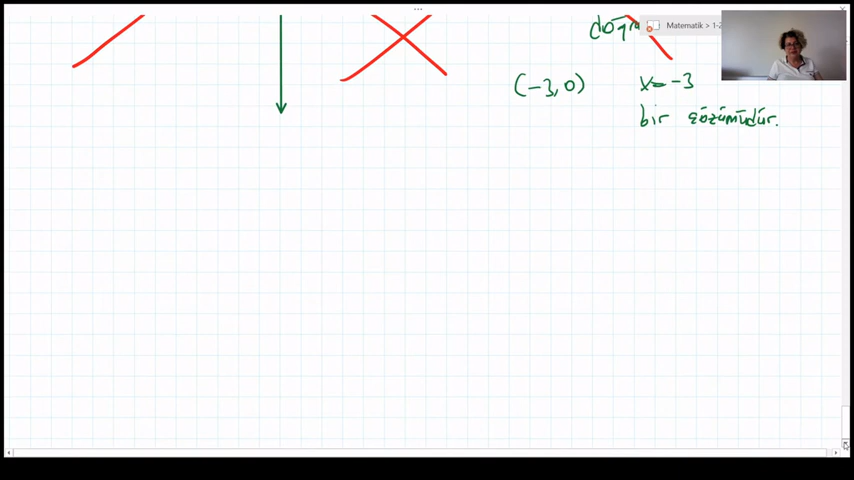 Matematik > 1-2
(-3,0) x=-3
bir çözümüdür.